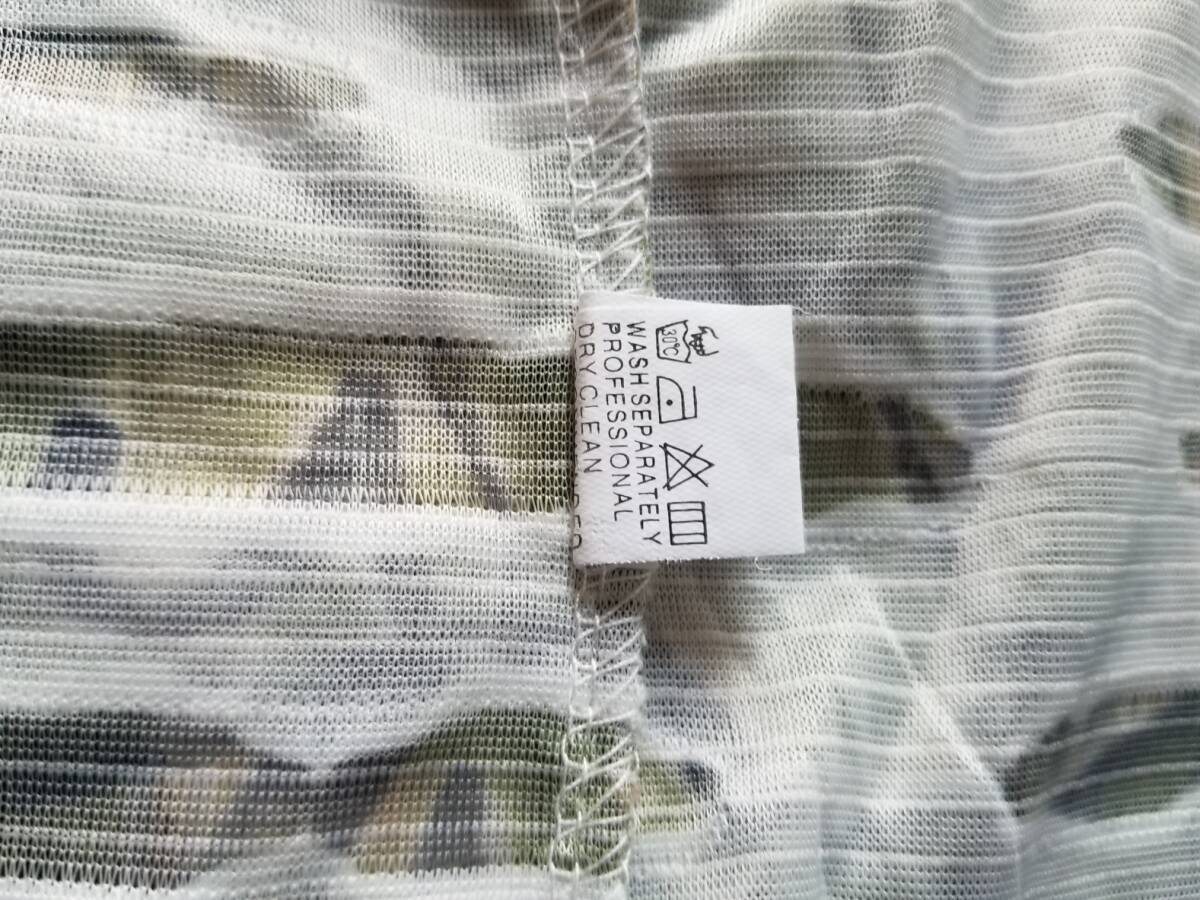 30°C
WASH SEPARATELY
PROFESSIONAL
DRY CLEAN